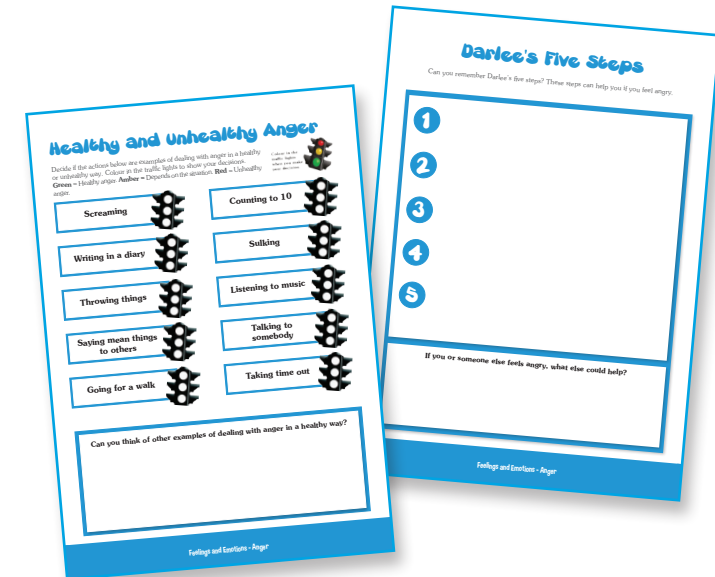 Healthy and Unhealthy Anger
Decide if the actions below are examples of dealing with anger in a healthy
or unhealthy way. Colour in the traffic lights to show your decisions.
Green = Healthy anger. Amber = Depends on the situation. Red = Unhealthy
anger.
Colour in the
traffic lights
Screaming
Counting to 10
Writing in a diary
Sulking
Throwing things
Listening to music
Saying mean things
to others
Talking to
somebody
Going for a walk
Taking time out
Can you think of other examples of dealing with anger in a healthy way?
Feelings and Emotions - Anger
Darlee's Five Steps
Can you remember Darlee's five steps? These steps can help you if you feel angry.
1
2
3
4
5
If you or someone else feels angry, what else could help?
Feelings and Emotions - Anger